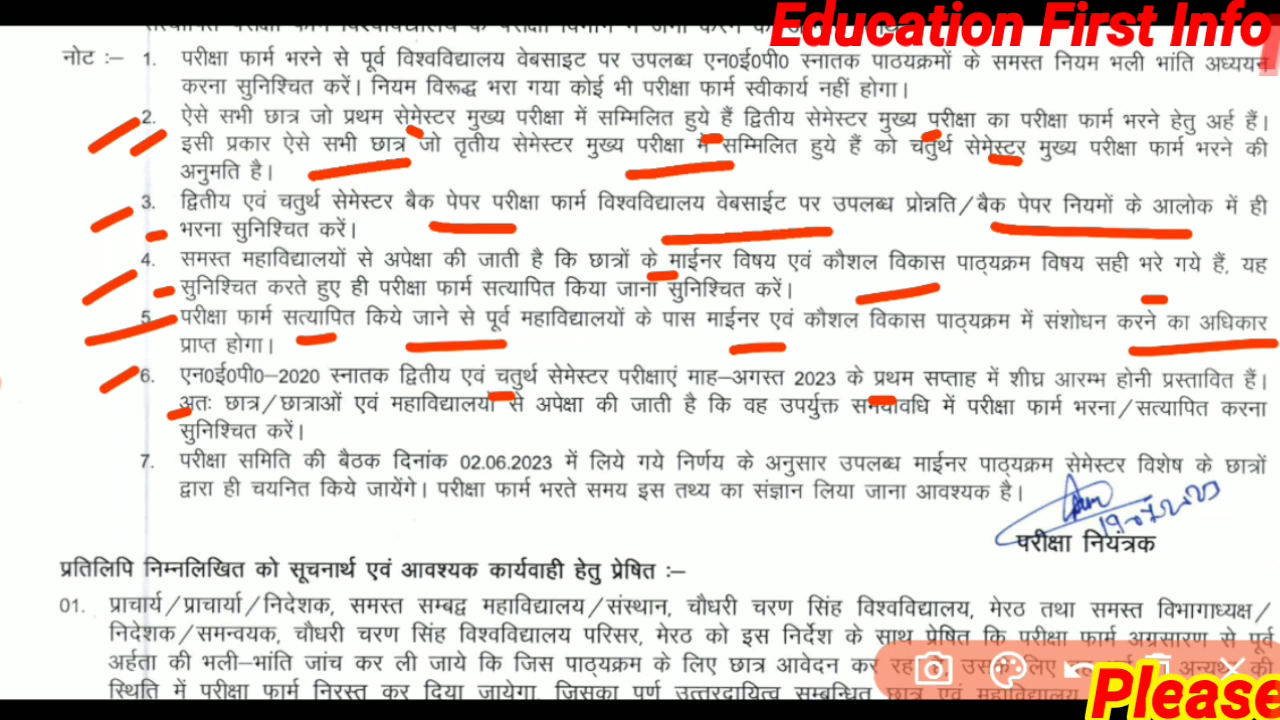 Education First Info
नोट :– 1. परीक्षा फार्म भरने से पूर्व विश्वविद्यालय वेबसाइट पर उपलब्ध एन0ई0पी0 स्नातक पाठयक्रमों के समस्त नियम भली भांति अध्ययन
करना सुनिश्चित करें। नियम विरूद्ध भरा गया कोई भी परीक्षा फार्म स्वीकार्य नहीं होगा।
2. ऐसे सभी छात्र जो प्रथम सेमेस्टर मुख्य परीक्षा में सम्मिलित हुये हैं द्वितीय सेमेस्टर मुख्य परीक्षा का परीक्षा फार्म भरने हेतु अर्ह हैं।
इसी प्रकार ऐसे सभी छात्र जो तृतीय सेमेस्टर मुख्य परीक्षा में सम्मिलित हुये हैं को चतुर्थ सेमेस्टर मुख्य परीक्षा फार्म भरने की
अनुमति है।
3. द्वितीय एवं चतुर्थ सेमेस्टर बैक पेपर परीक्षा फार्म विश्वविद्यालय वेबसाईट पर उपलब्ध प्रोन्नति/बैक पेपर नियमों के आलोक में ही
भरना सुनिश्चित करें।
4. समस्त महाविद्यालयों से अपेक्षा की जाती है कि छात्रों के माईनर विषय एवं कौशल विकास पाठ्यक्रम विषय सही भरे गये हैं, यह
सुनिश्चित करते हुए ही परीक्षा फार्म सत्यापित किया जाना सुनिश्चित करें।
5. परीक्षा फार्म सत्यापित किये जाने से पूर्व महाविद्यालयों के पास माईनर एवं कौशल विकास पाठ्यक्रम में संशोधन करने का अधिकार
प्राप्त होगा।
6. एन0ई0पी0–2020 स्नातक द्वितीय एवं चतुर्थ सेमेस्टर परीक्षाएं माह–अगस्त 2023 के प्रथम सप्ताह में शीघ्र आरम्भ होनी प्रस्तावित हैं।
अतः छात्र/छात्राओं एवं महाविद्यालयों से अपेक्षा की जाती है कि वह उपर्युक्त समयावधि में परीक्षा फार्म भरना/सत्यापित करना
सुनिश्चित करें।
7. परीक्षा समिति की बैठक दिनांक 02.06.2023 में लिये गये निर्णय के अनुसार उपलब्ध माईनर पाठ्यक्रम सेमेस्टर विशेष के छात्रों
द्वारा ही चयनित किये जायेंगे। परीक्षा फार्म भरते समय इस तथ्य का संज्ञान लिया जाना आवश्यक है।
परीक्षा नियंत्रक
प्रतिलिपि निम्नलिखित को सूचनार्थ एवं आवश्यक कार्यवाही हेतु प्रेषित :–
01. प्राचार्य/प्राचार्या/निदेशक, समस्त सम्बद्व महाविद्यालय/संस्थान, चौधरी चरण सिंह विश्वविद्यालय, मेरठ तथा समस्त विभागाध्यक्ष/
निदेशक/समन्वयक, चौधरी चरण सिंह विश्वविद्यालय परिसर, मेरठ को इस निर्देश के साथ प्रेषित कि परीक्षा फार्म अग्रसारण से पूर्व
अर्हता की भली–भांति जांच कर ली जाये कि जिस पाठ्यक्रम के लिए छात्र आवेदन कर
स्थिति में परीक्षा फार्म निरस्त कर दिया जायेगा, जिसका पूर्ण उत्तरदायित्व सम्बन्धित छात्र एवं महाविद्यालय
Please